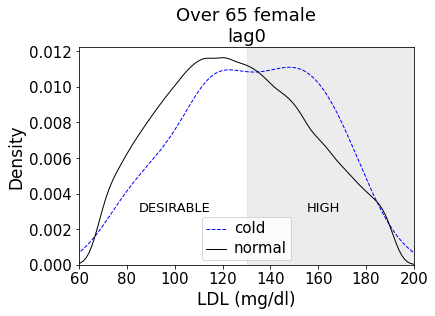 Over 65 female
lag0
0.012
0.010
0.008
0.006
0.004
0.002
0.000
Density
DESIRABLE
HIGH
cold
normal
60
80
100
120
140
160
180
200
LDL (mg/dl)